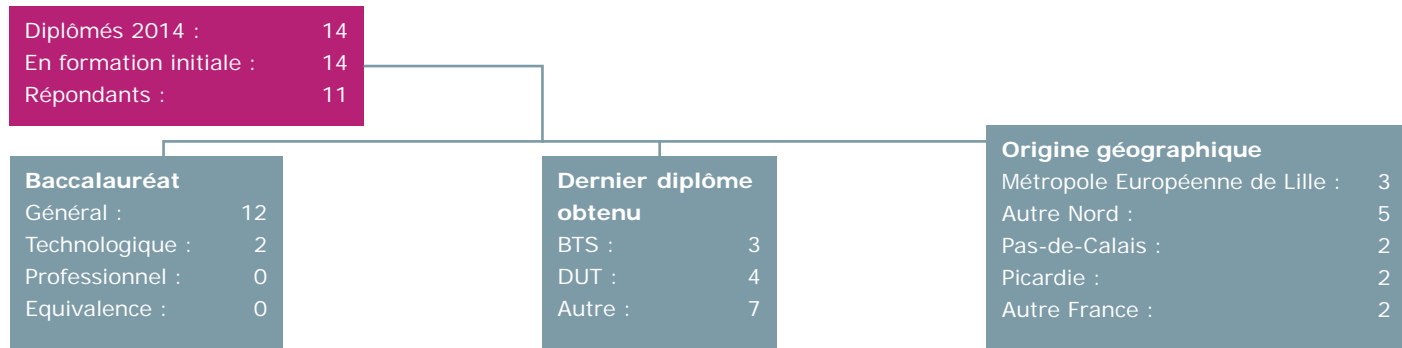 Diplômés 2014 : 14
En formation initiale : 14
Répondants : 11
Baccalauréat
Général : 12
Technologique : 2
Professionnel : 0
Equivalence : 0
Dernier diplôme
obtenu
BTS : 3
DUT : 4
Autre : 7
Origine géographique
Métropole Européenne de Lille : 3
Autre Nord : 5
Pas-de-Calais : 2
Picardie : 2
Autre France : 2